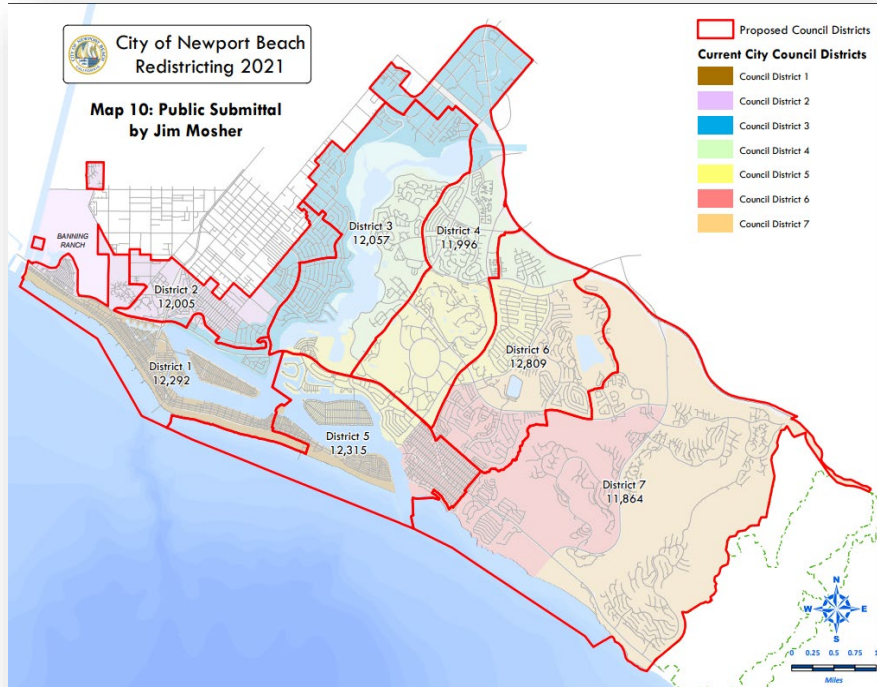 City of Newport Beach
Redistricting 2021
Map 10: Public Submittal
by Jim Mosher
Proposed Council Districts
Current City Council Districts
Council District 1
Council District 2
Council District 3
Council District 4
Council District 5
Council District 6
Council District 7
BANNING
RANCH
District 3
12,057
District 4
11,996
District 2
12,005
District 6
12,809
District 1
12,292
District 5
12,315
District 7
11,864
N
W
E
S
0 0.25 0.5 0.75 1
Miles